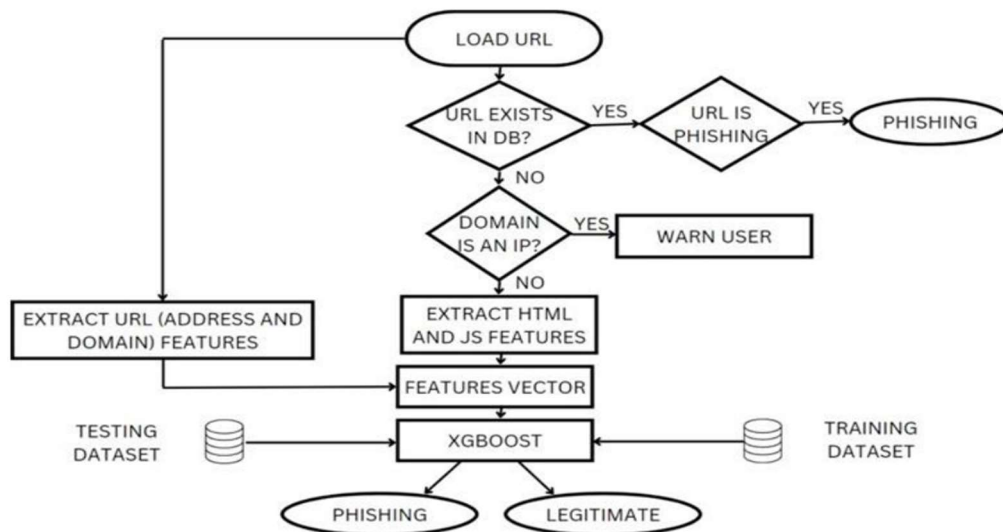 LOAD URL
URL EXISTS
IN DB?
YES
URL IS
PHISHING
YES
PHISHING
NO
DOMAIN
IS AN IP?
YES
WARN USER
NO
EXTRACT URL (ADDRESS AND
DOMAIN) FEATURES
EXTRACT HTML
AND JS FEATURES
FEATURES VECTOR
TESTING
DATASET
XGBOOST
TRAINING
DATASET
PHISHING
LEGITIMATE